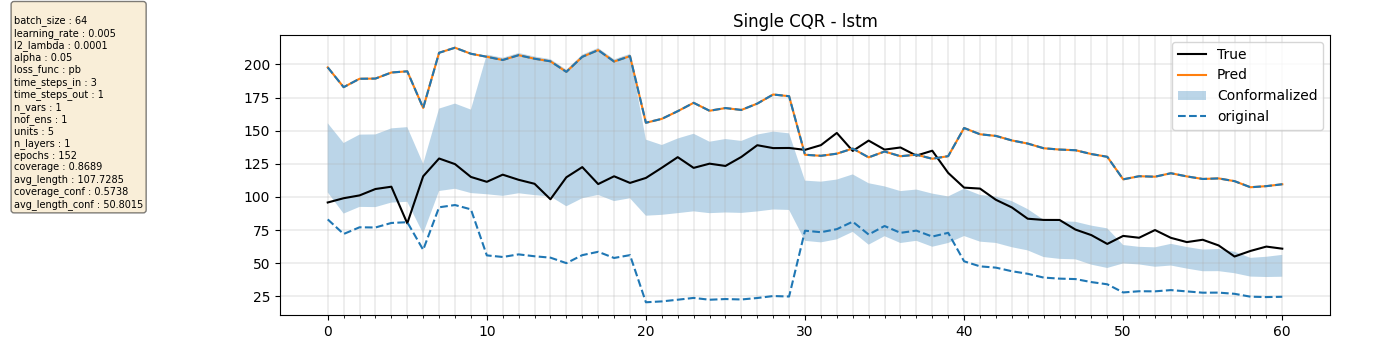 batch_size : 64
learning_rate : 0.005
l2_lambda : 0.0001
alpha : 0.05
loss_func : pb
time_steps_in : 3
time_steps_out : 1
n_vars : 1
nof_ens : 1
units : 5
n_layers : 1
epochs : 152
coverage : 0.8689
avg_length : 107.7285
coverage_conf : 0.5738
avg_length_conf : 50.8015
Single CQR - lstm
True
Pred
Conformalized
original
200
175
150
125
100
75
50
25
0 10 20 30 40 50 60